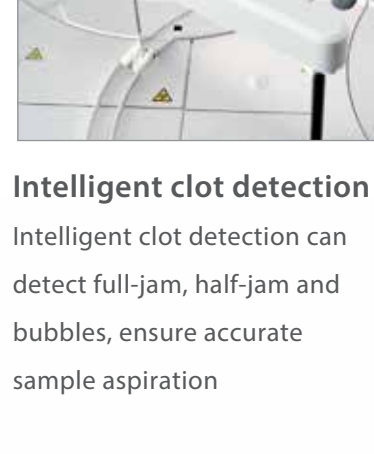 Intelligent clot detection
Intelligent clot detection can
detect full-jam, half-jam and
bubbles, ensure accurate
sample aspiration